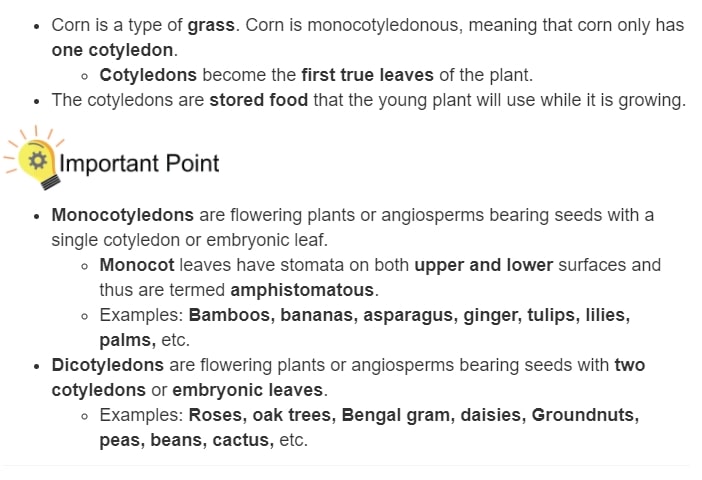 • Corn is a type of grass. Corn is monocotyledonous, meaning that corn only has
one cotyledon.
◦ Cotyledons become the first true leaves of the plant.
• The cotyledons are stored food that the young plant will use while it is growing.
Important Point
• Monocotyledons are flowering plants or angiosperms bearing seeds with a
single cotyledon or embryonic leaf.
◦ Monocot leaves have stomata on both upper and lower surfaces and
thus are termed amphistomatous.
◦ Examples: Bamboos, bananas, asparagus, ginger, tulips, lilies,
palms, etc.
• Dicotyledons are flowering plants or angiosperms bearing seeds with two
cotyledons or embryonic leaves.
◦ Examples: Roses, oak trees, Bengal gram, daisies, Groundnuts,
peas, beans, cactus, etc.